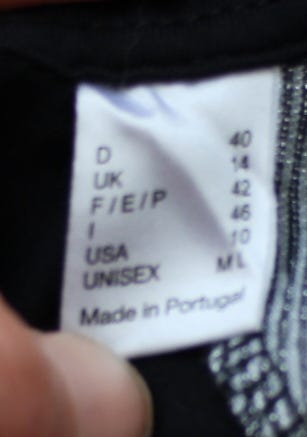 D 40
UK 14
F / E / P 42
I 46
USA 10
UNISEX M L
Made in Portugal